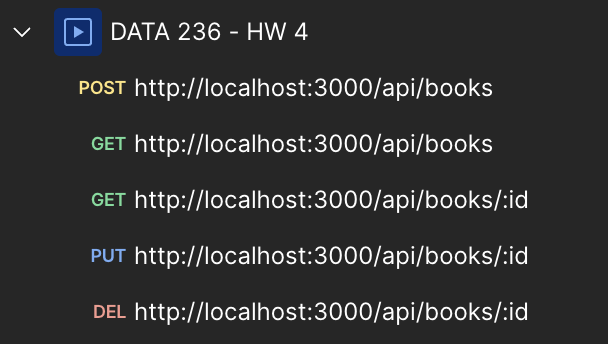 DATA 236 - HW 4
POST http://localhost:3000/api/books
GET http://localhost:3000/api/books
GET http://localhost:3000/api/books/:id
PUT http://localhost:3000/api/books/:id
DEL http://localhost:3000/api/books/:id